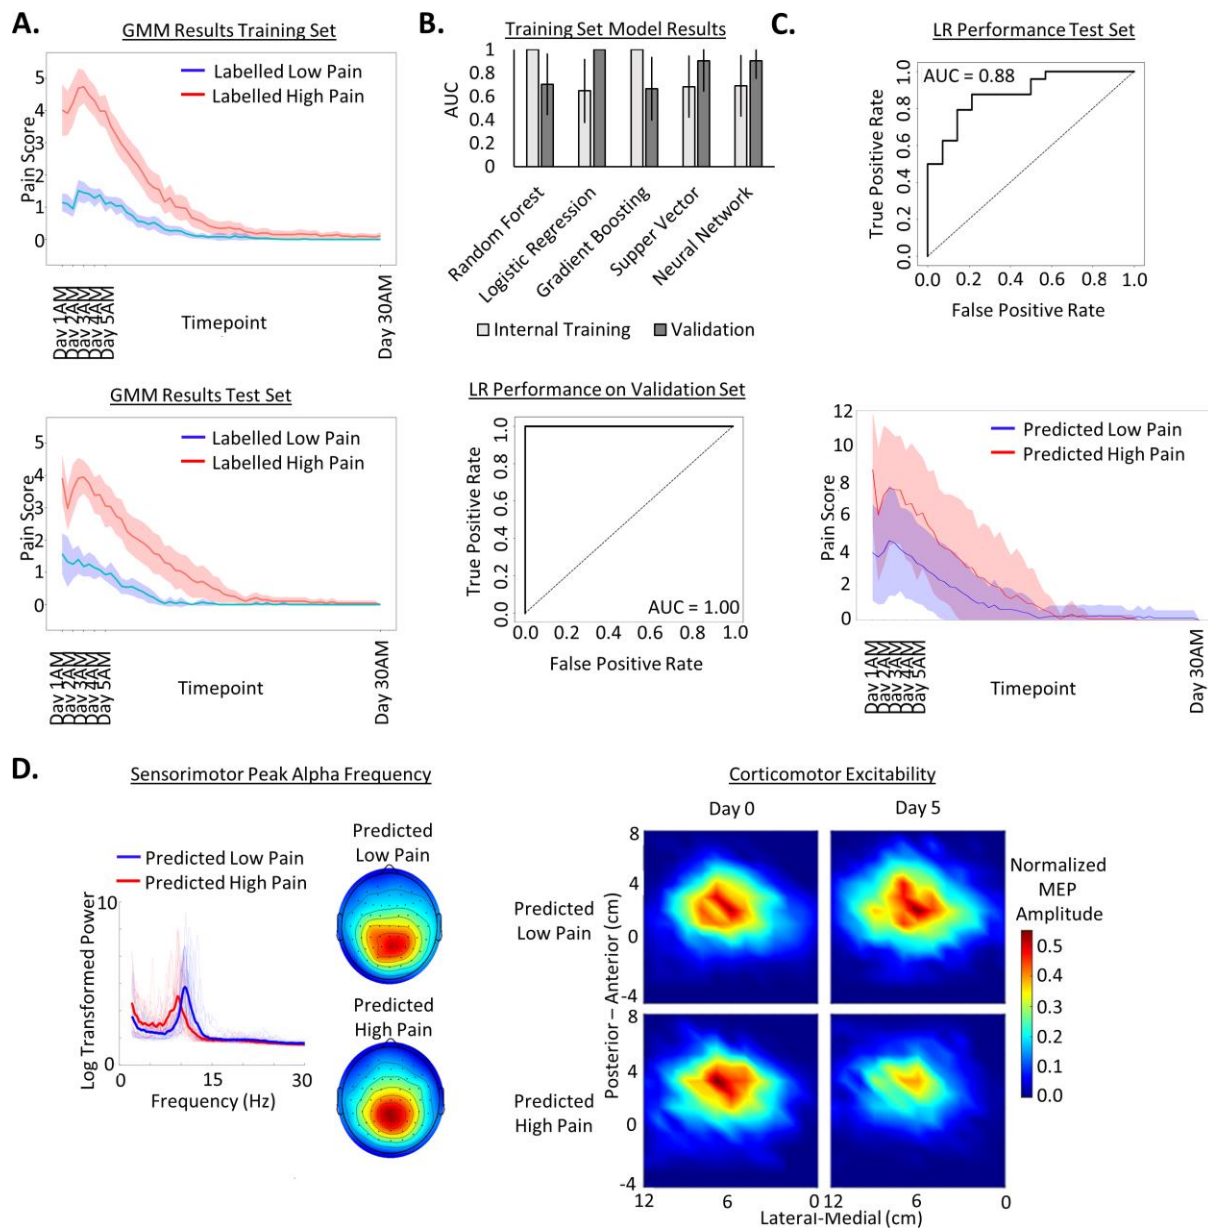 A.
GMM Results Training Set
Labelled Low Pain
Labelled High Pain
5
4
3
2
1
0
Pain Score
Day 1AM
Day 2AM
Day 3AM
Day 4AM
Day 5AM
Timepoint
Day 30AM
GMM Results Test Set
Labelled Low Pain
Labelled High Pain
5
4
3
2
1
0
Pain Score
Day 1AM
Day 2AM
Day 3AM
Day 4AM
Day 5AM
Timepoint
Day 30AM
B.
Training Set Model Results
1
0.8
0.6
0.4
0.2
0
AUC
Random Forest
Logistic Regression
Gradient Boosting
Supper Vector
Neural Network
Internal Training
Validation
LR Performance on Validation Set
1.0
0.8
0.6
0.4
0.2
0.0
True Positive Rate
AUC = 1.00
0.0 0.2 0.4 0.6 0.8 1.0
False Positive Rate
C.
LR Performance Test Set
AUC = 0.88
1.0
0.8
0.6
0.4
0.2
0.0
True Positive Rate
0.0 0.2 0.4 0.6 0.8 1.0
False Positive Rate
Predicted Low Pain
Predicted High Pain
12
10
8
6
4
2
0
Pain Score
Day 1AM
Day 2AM
Day 3AM
Day 4AM
Day 5AM
Timepoint
Day 30AM
D.
Sensorimotor Peak Alpha Frequency
Predicted Low Pain
Predicted High Pain
10
0
Log Transformed Power
0 15 30
Frequency (Hz)
Predicted
Low Pain
Predicted
High Pain
Corticomotor Excitability
Day 0
Day 5
Predicted
Low Pain
Predicted
High Pain
8
4
0
-4
8
4
0
-4
Posterior – Anterior (cm)
12 6 0
12 6 0
Lateral-Medial (cm)
Normalized
MEP
Amplitude
0.5
0.4
0.3
0.2
0.1
0.0